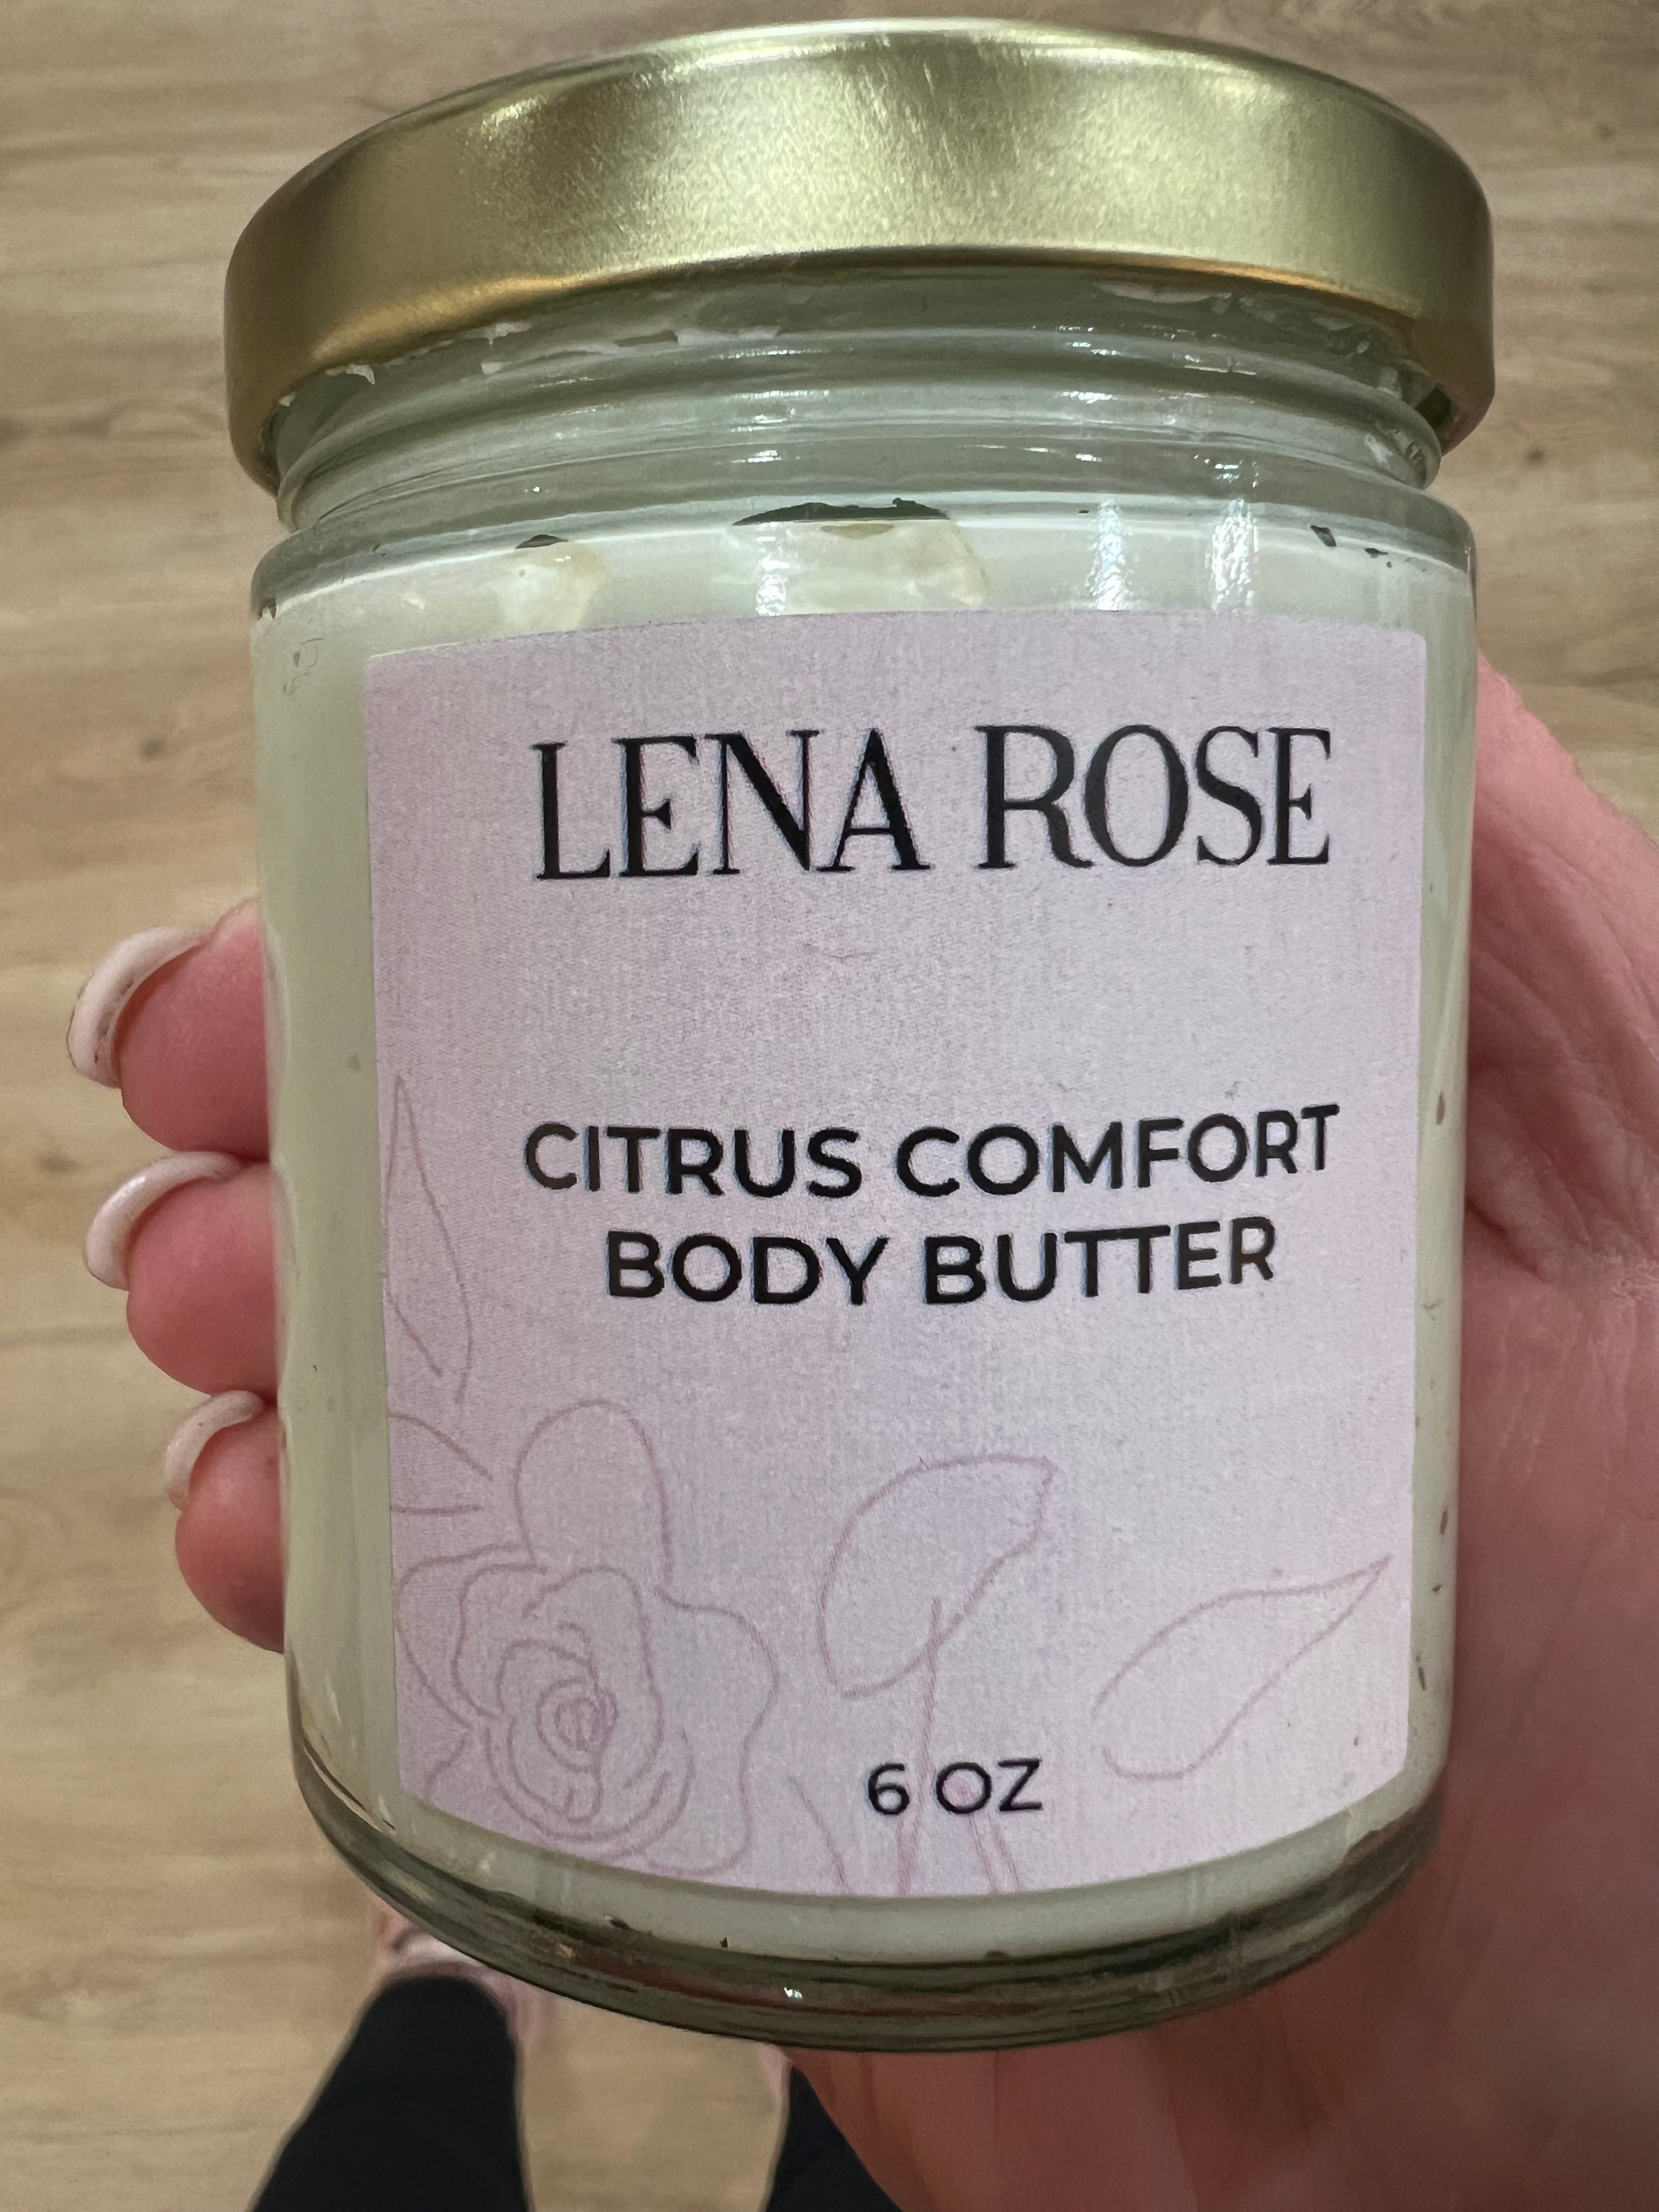 LENA ROSE
CITRUS COMFORT
BODY BUTTER
6 OZ